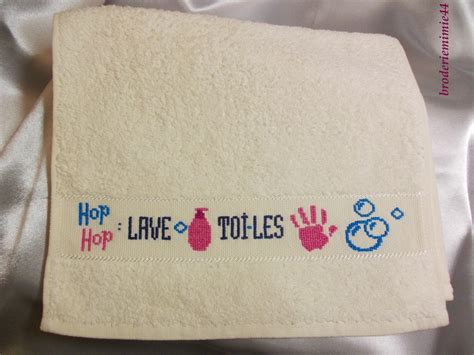 Hop
Hop : LAVE TOI-LES
broderiemimie44